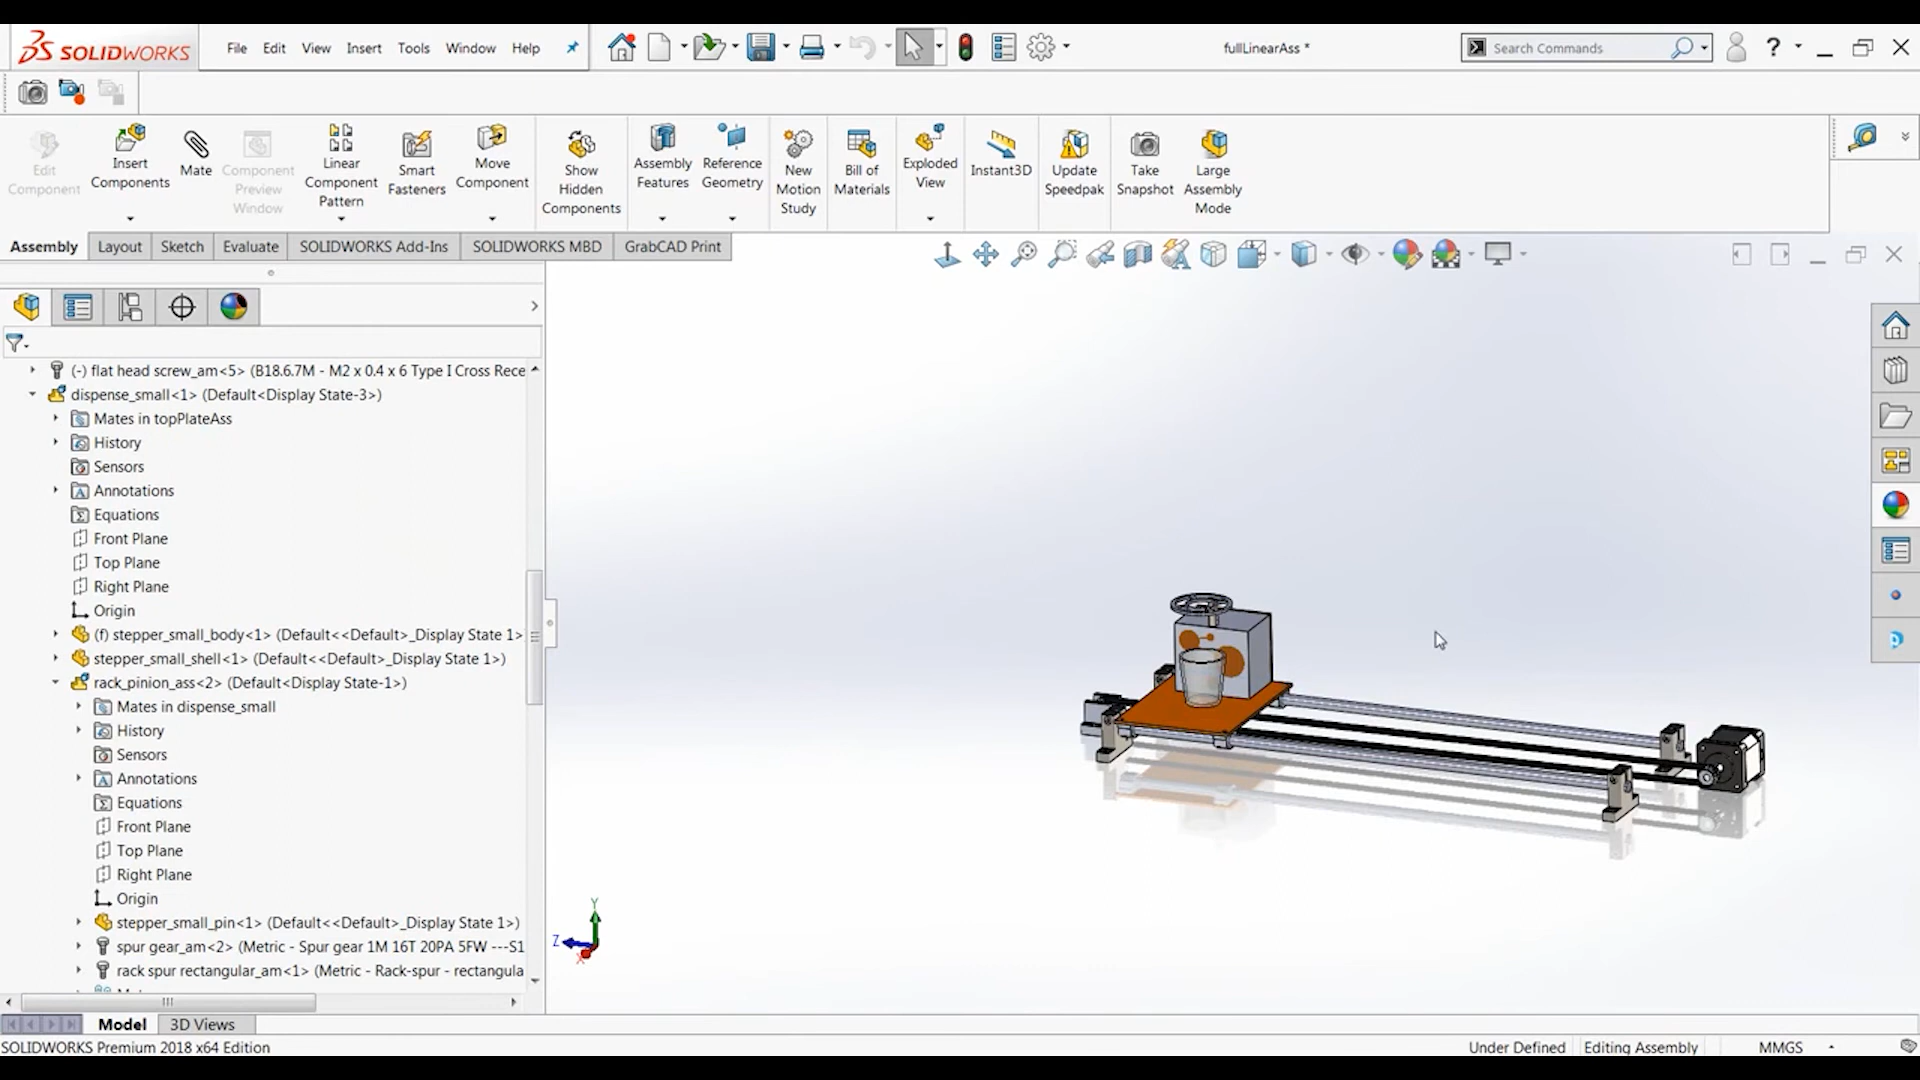 SOLIDWORKS File Edit View Insert Tools Window Help fullLinearAss * Search Commands ?
Edit Component
Insert Components
Mate
Component Preview Window
Linear Component Pattern
Smart Fasteners
Move Component
Show Hidden Components
Assembly Features
Reference Geometry
New Motion Study
Bill of Materials
Exploded View
Instant3D
Update Speedpak
Take Snapshot
Large Assembly Mode
Assembly Layout Sketch Evaluate SOLIDWORKS Add-Ins SOLIDWORKS MBD GrabCAD Print
(-) flat head screw_am<5> (B18.6.7M - M2 x 0.4 x 6 Type I Cross Rece
dispense_small<1> (Default<Display State-3>)
Mates in topPlateAss
History
Sensors
Annotations
Equations
Front Plane
Top Plane
Right Plane
Origin
(f) stepper_small_body<1> (Default<<Default>_Display State 1>
stepper_small_shell<1> (Default<<Default>_Display State 1>)
rack_pinion_ass<2> (Default<Display State-1>)
Mates in dispense_small
History
Sensors
Annotations
Equations
Front Plane
Top Plane
Right Plane
Origin
stepper_small_pin<1> (Default<<Default>_Display State 1>)
spur gear_am<2> (Metric - Spur gear 1M 16T 20PA 5FW ---S1
rack spur rectangular_am<1> (Metric - Rack-spur - rectangula
Y
Z
X
Model 3D Views
SOLIDWORKS Premium 2018 x64 Edition Under Defined Editing Assembly MMGS